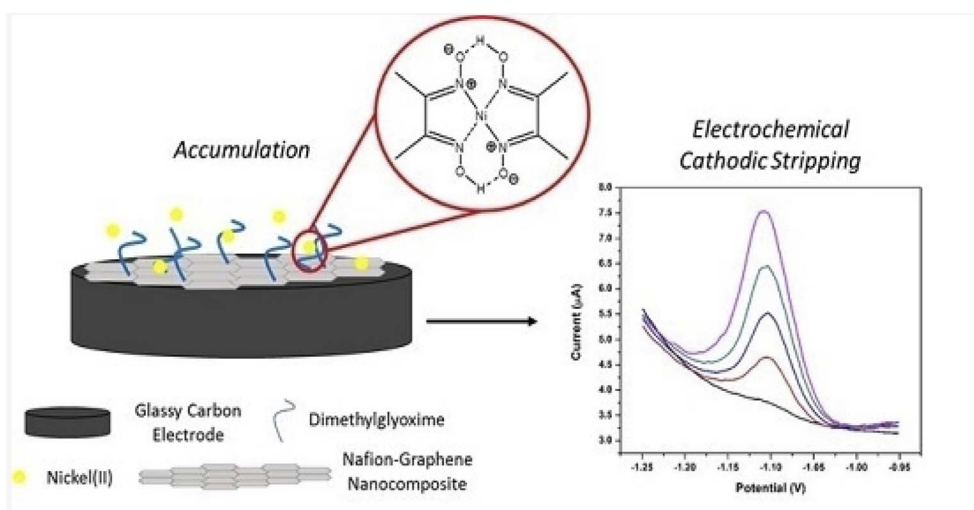 Accumulation
⊖ O H O
N ⊕ N
Ni
N ⊕ N
O H O ⊖
Electrochemical
Cathodic Stripping
8.0
7.5
7.0
6.5
6.0
5.5
5.0
4.5
4.0
3.5
3.0
Current (µA)
-1.25 -1.20 -1.15 -1.10 -1.05 -1.00 -0.95
Potential (V)
Glassy Carbon
Electrode
Dimethylglyoxime
Nickel(II)
Nafion-Graphene
Nanocomposite